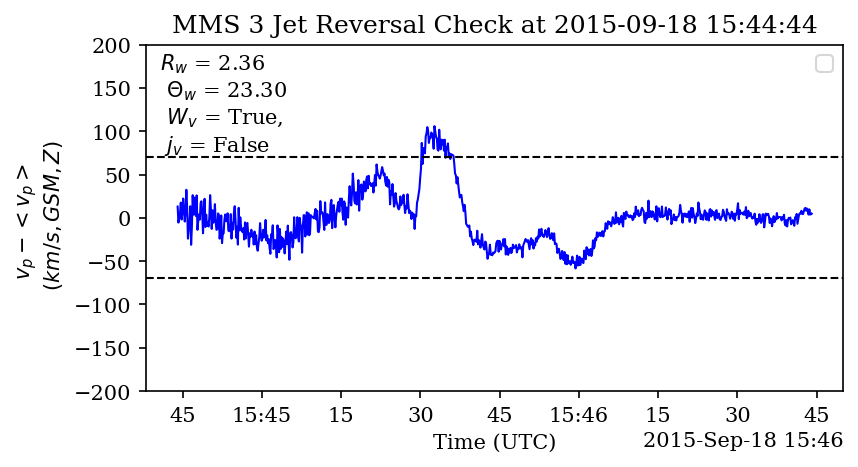 MMS 3 Jet Reversal Check at 2015-09-18 15:44:44
R_w = 2.36
Θ_w = 23.30
W_v = True,
j_v = False
200
150
100
50
0
−50
−100
−150
−200
v_p − < v_p >
(km/s, GSM, Z)
45 15:45 15 30 45 15:46 15 30 45
Time (UTC)
2015-Sep-18 15:46